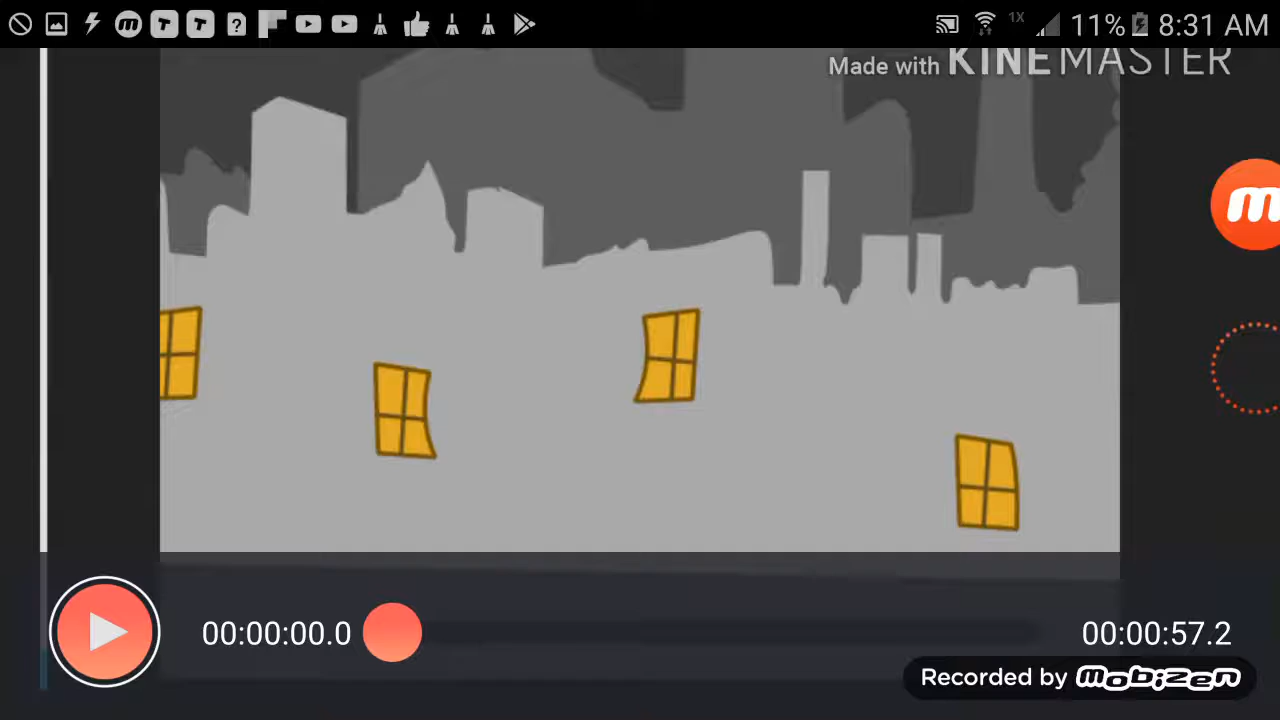 1X 11% 8:31 AM
Made with KINEMASTER
m
00:00:00.0 00:00:57.2
Recorded by mobizen